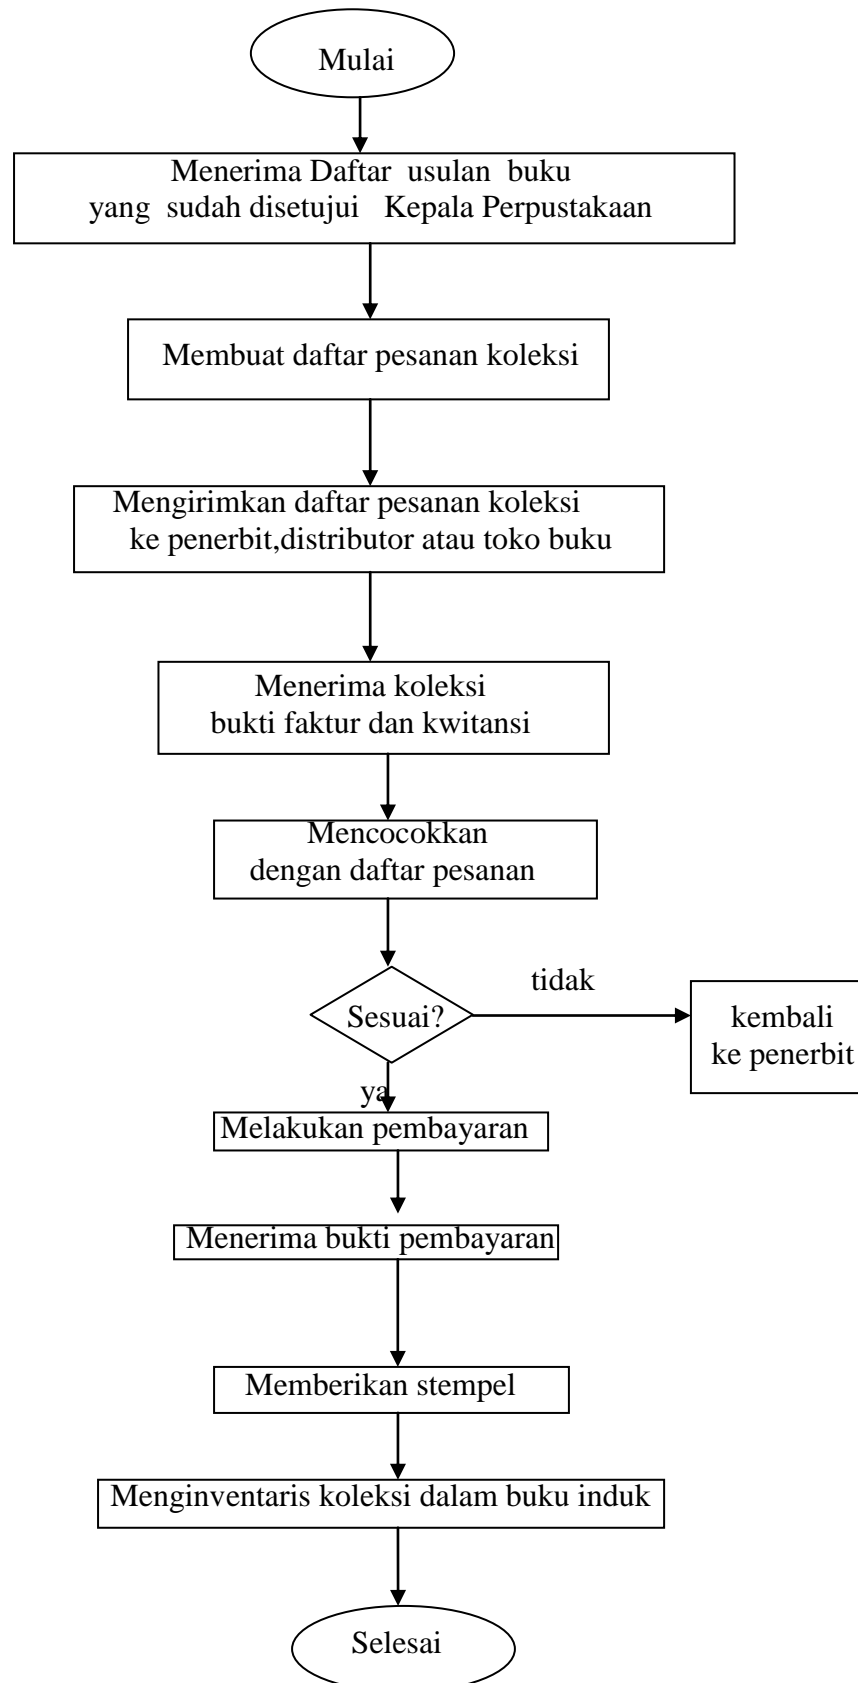 Mulai
Menerima Daftar usulan buku
yang sudah disetujui Kepala Perpustakaan
Membuat daftar pesanan koleksi
Mengirimkan daftar pesanan koleksi
ke penerbit,distributor atau toko buku
Menerima koleksi
bukti faktur dan kwitansi
Mencocokkan
dengan daftar pesanan
tidak
Sesuai?
kembali
ke penerbit
ya
Melakukan pembayaran
Menerima bukti pembayaran
Memberikan stempel
Menginventaris koleksi dalam buku induk
Selesai